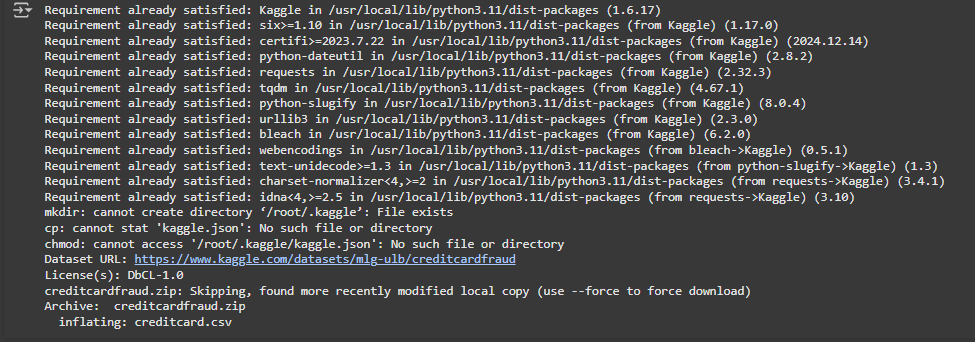 Requirement already satisfied: Kaggle in /usr/local/lib/python3.11/dist-packages (1.6.17)
Requirement already satisfied: six>=1.10 in /usr/local/lib/python3.11/dist-packages (from Kaggle) (1.17.0)
Requirement already satisfied: certifi>=2023.7.22 in /usr/local/lib/python3.11/dist-packages (from Kaggle) (2024.12.14)
Requirement already satisfied: python-dateutil in /usr/local/lib/python3.11/dist-packages (from Kaggle) (2.8.2)
Requirement already satisfied: requests in /usr/local/lib/python3.11/dist-packages (from Kaggle) (2.32.3)
Requirement already satisfied: tqdm in /usr/local/lib/python3.11/dist-packages (from Kaggle) (4.67.1)
Requirement already satisfied: python-slugify in /usr/local/lib/python3.11/dist-packages (from Kaggle) (8.0.4)
Requirement already satisfied: urllib3 in /usr/local/lib/python3.11/dist-packages (from Kaggle) (2.3.0)
Requirement already satisfied: bleach in /usr/local/lib/python3.11/dist-packages (from Kaggle) (6.2.0)
Requirement already satisfied: webencodings in /usr/local/lib/python3.11/dist-packages (from bleach->Kaggle) (0.5.1)
Requirement already satisfied: text-unidecode>=1.3 in /usr/local/lib/python3.11/dist-packages (from python-slugify->Kaggle) (1.3)
Requirement already satisfied: charset-normalizer<4,>=2 in /usr/local/lib/python3.11/dist-packages (from requests->Kaggle) (3.4.1)
Requirement already satisfied: idna<4,>=2.5 in /usr/local/lib/python3.11/dist-packages (from requests->Kaggle) (3.10)
mkdir: cannot create directory ‘/root/.kaggle’: File exists
cp: cannot stat 'kaggle.json': No such file or directory
chmod: cannot access '/root/.kaggle/kaggle.json': No such file or directory
Dataset URL: https://www.kaggle.com/datasets/mlg-ulb/creditcardfraud
License(s): DbCL-1.0
creditcardfraud.zip: Skipping, found more recently modified local copy (use --force to force download)
Archive:  creditcardfraud.zip
  inflating: creditcard.csv